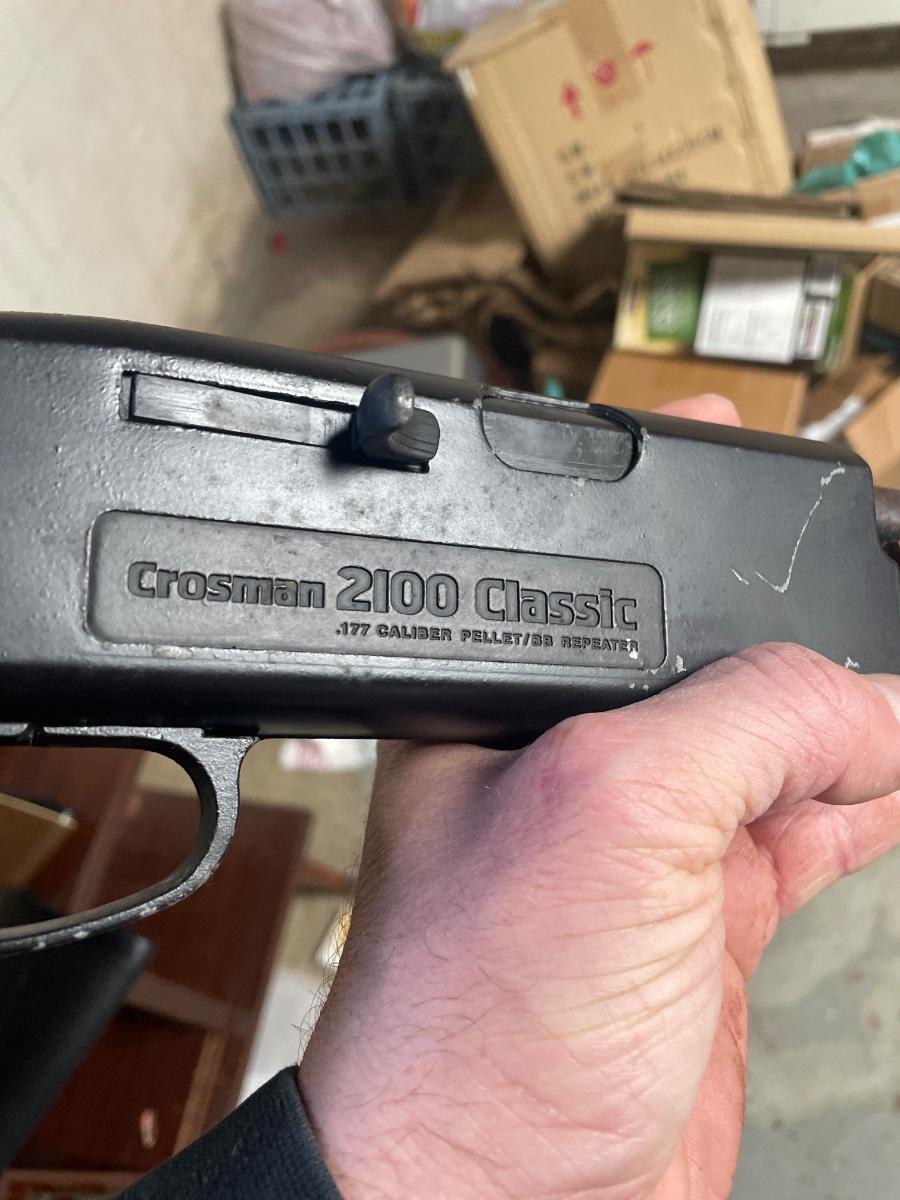 Crosman 2100 Classic
.177 CALIBER PELLET/BB REPEATER